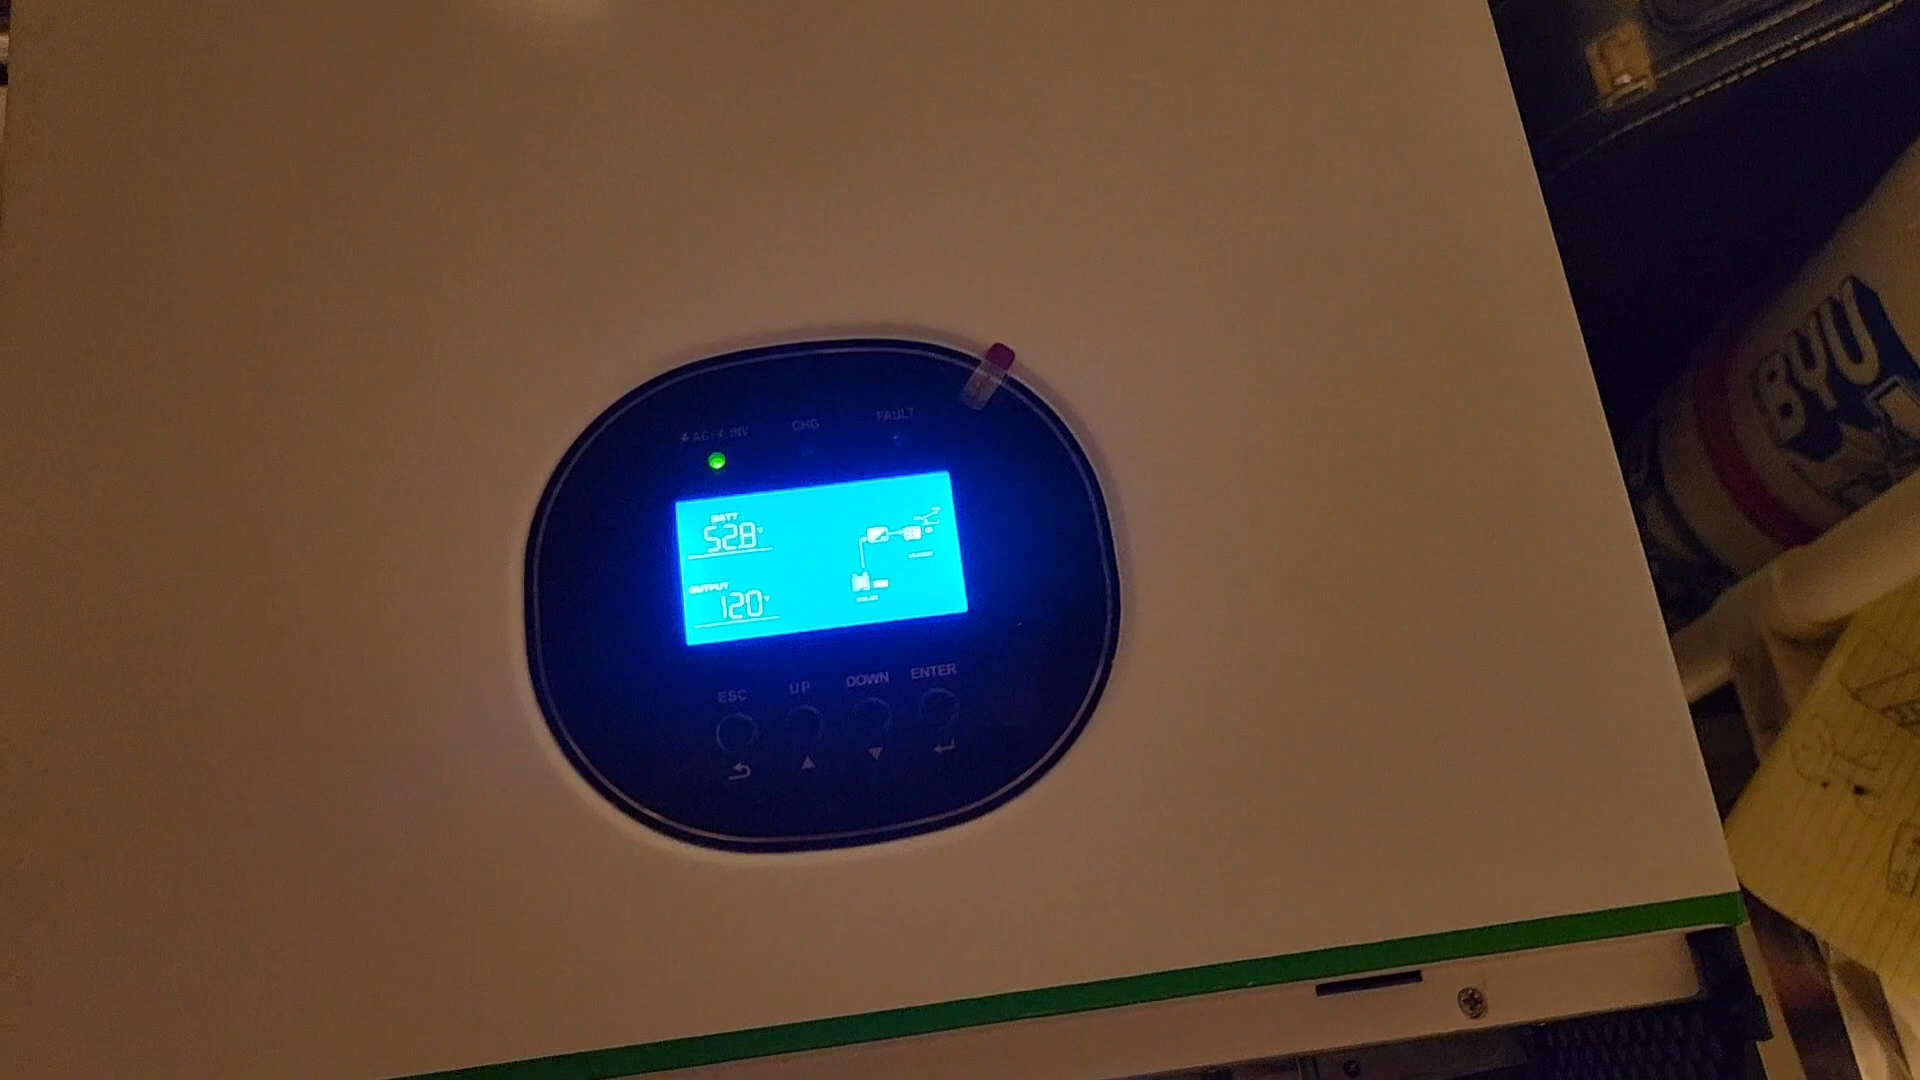 AC/ INV
CHG
FAULT
BATT
52.8 V
OUTPUT
120 V
ESC
UP
DOWN
ENTER
BYU